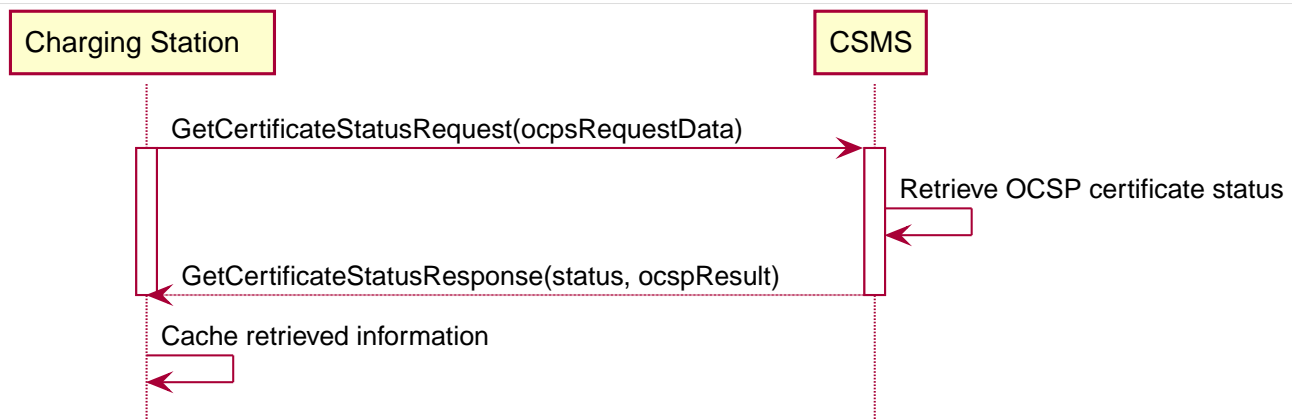 Charging Station
CSMS
GetCertificateStatusRequest(ocpsRequestData)
Retrieve OCSP certificate status
GetCertificateStatusResponse(status, ocspResult)
Cache retrieved information